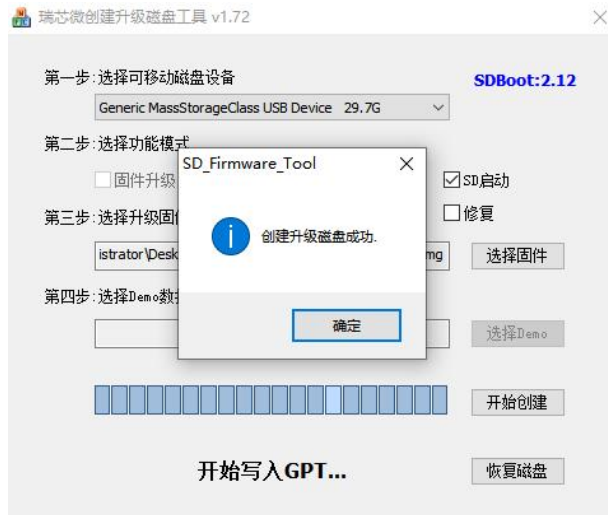 瑞芯微创建升级磁盘工具 v1.72
第一步:选择可移动磁盘设备
SDBoot:2.12
Generic MassStorageClass USB Device 29.7G
第二步:选择功能模式
SD_Firmware_Tool
固件升级
SD启动
修复
创建升级磁盘成功.
第三步:选择升级固
istrator\Desk
mg
选择固件
第四步:选择Demo数
确定
选择Demo
开始创建
开始写入GPT...
恢复磁盘